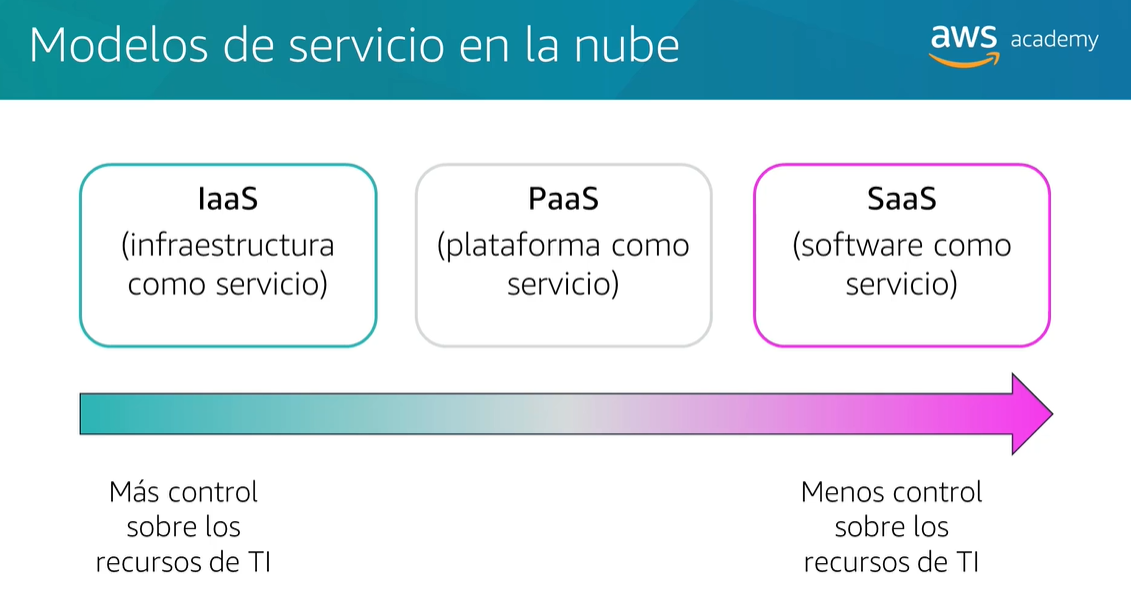 Modelos de servicio en la nube
aws academy
IaaS
(infraestructura
como servicio)
PaaS
(plataforma como
servicio)
SaaS
(software como
servicio)
Más control
sobre los
recursos de TI
Menos control
sobre los
recursos de TI